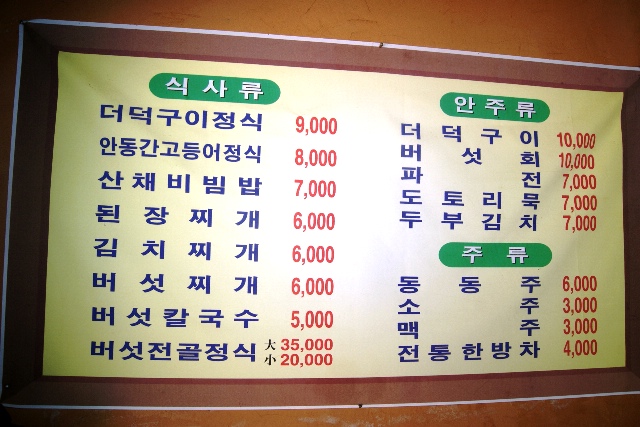 식사류
더덕구이정식 9,000
안동간고등어정식 8,000
산채비빔밥 7,000
된장찌개 6,000
김치찌개 6,000
버섯찌개 6,000
버섯칼국수 5,000
버섯전골정식 大 35,000
小 20,000
안주류
더덕구이 10,000
버섯회 10,000
파전 7,000
도토리묵 7,000
두부김치 7,000
주류
동동주 6,000
소주 3,000
맥주 3,000
전통한방차 4,000